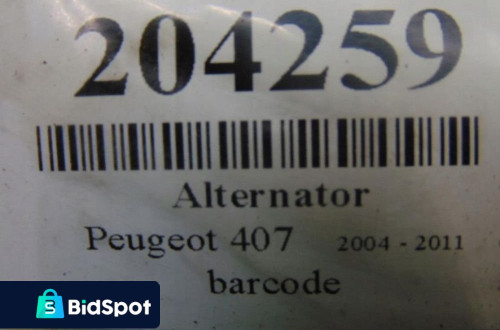 204259
Alternator
Peugeot 407 2004 - 2011
barcode
BidSpot